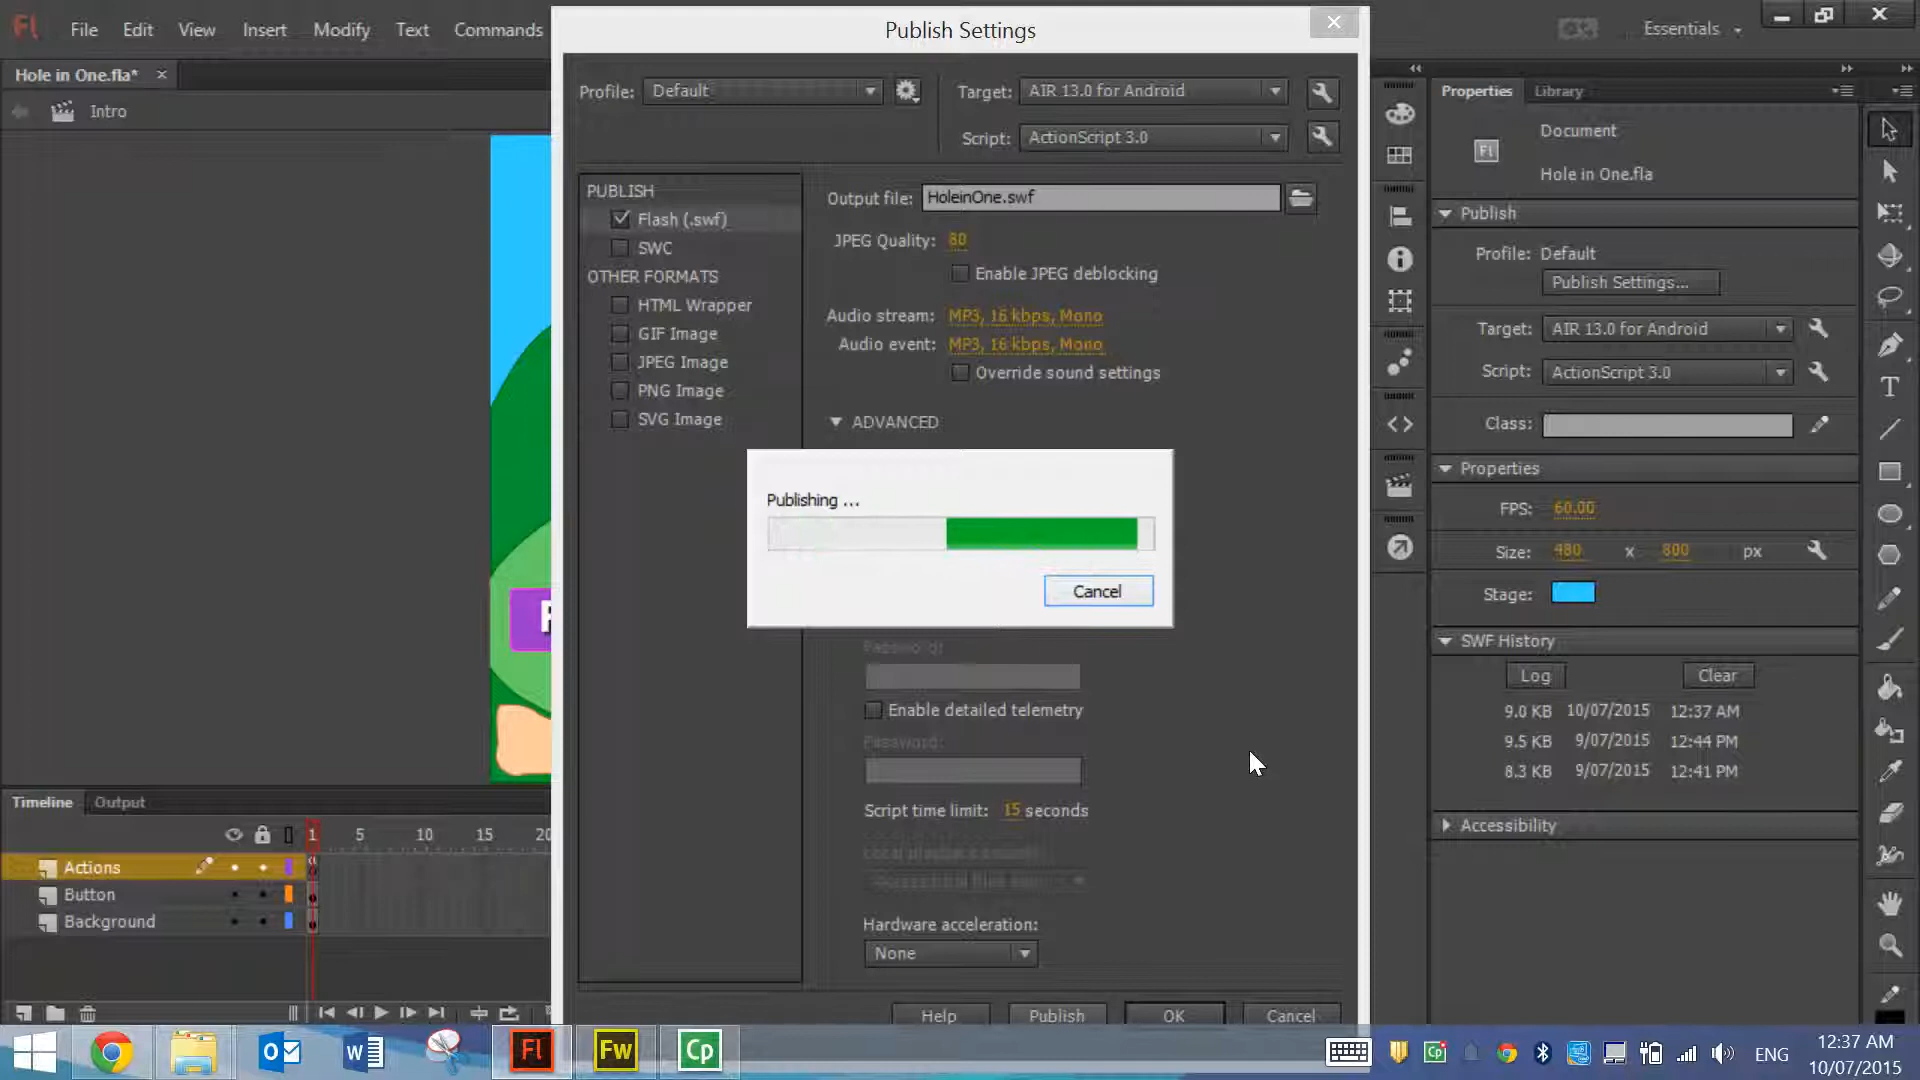 Fl File Edit View Insert Modify Text Commands
Publish Settings
Essentials
Hole in One.fla*
Intro
Profile: Default
Target: AIR 13.0 for Android
Script: ActionScript 3.0
PUBLISH
Flash (.swf)
SWC
OTHER FORMATS
HTML Wrapper
GIF Image
JPEG Image
PNG Image
SVG Image
Output file: HoleinOne.swf
JPEG Quality: 80
Enable JPEG deblocking
Audio stream: MP3, 16 kbps, Mono
Audio event: MP3, 16 kbps, Mono
Override sound settings
ADVANCED
Publishing ...
Cancel
Password:
Enable detailed telemetry
Password:
Script time limit: 15 seconds
Hardware acceleration:
None
Help Publish OK Cancel
Properties Library
Document
Fl
Hole in One.fla
Publish
Profile: Default
Publish Settings...
Target: AIR 13.0 for Android
Script: ActionScript 3.0
Class:
Properties
FPS: 60.00
Size: 480 x 800 px
Stage:
SWF History
Log Clear
9.0 KB 10/07/2015 12:37 AM
9.5 KB 9/07/2015 12:44 PM
8.3 KB 9/07/2015 12:41 PM
Accessibility
Timeline Output
1 5 10 15 20
Actions
Button
Background
Fl Fw Cp
ENG
12:37 AM
10/07/2015